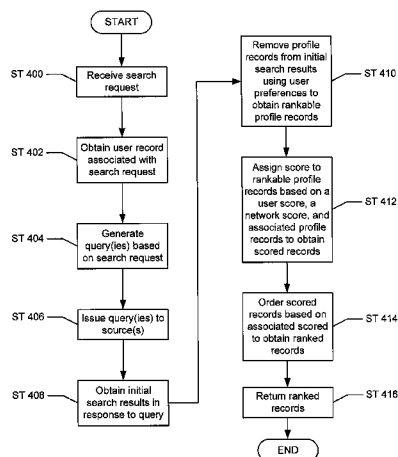 START
ST 400
Receive search
request
ST 402
Obtain user record
associated with
search request
ST 404
Generate
query(ies) based
on search request
ST 406
Issue query(ies) to
source(s)
ST 408
Obtain initial
search results in
response to query
Remove profile
records from initial
search results
using user
preferences to
obtain rankable
profile records
ST 410
Assign score to
rankable profile
records based on a
user score, a
network score, and
associated profile
records to obtain
scored records
ST 412
Order scored
records based on
associated scored
to obtain ranked
records
ST 414
Return ranked
records
ST 416
END